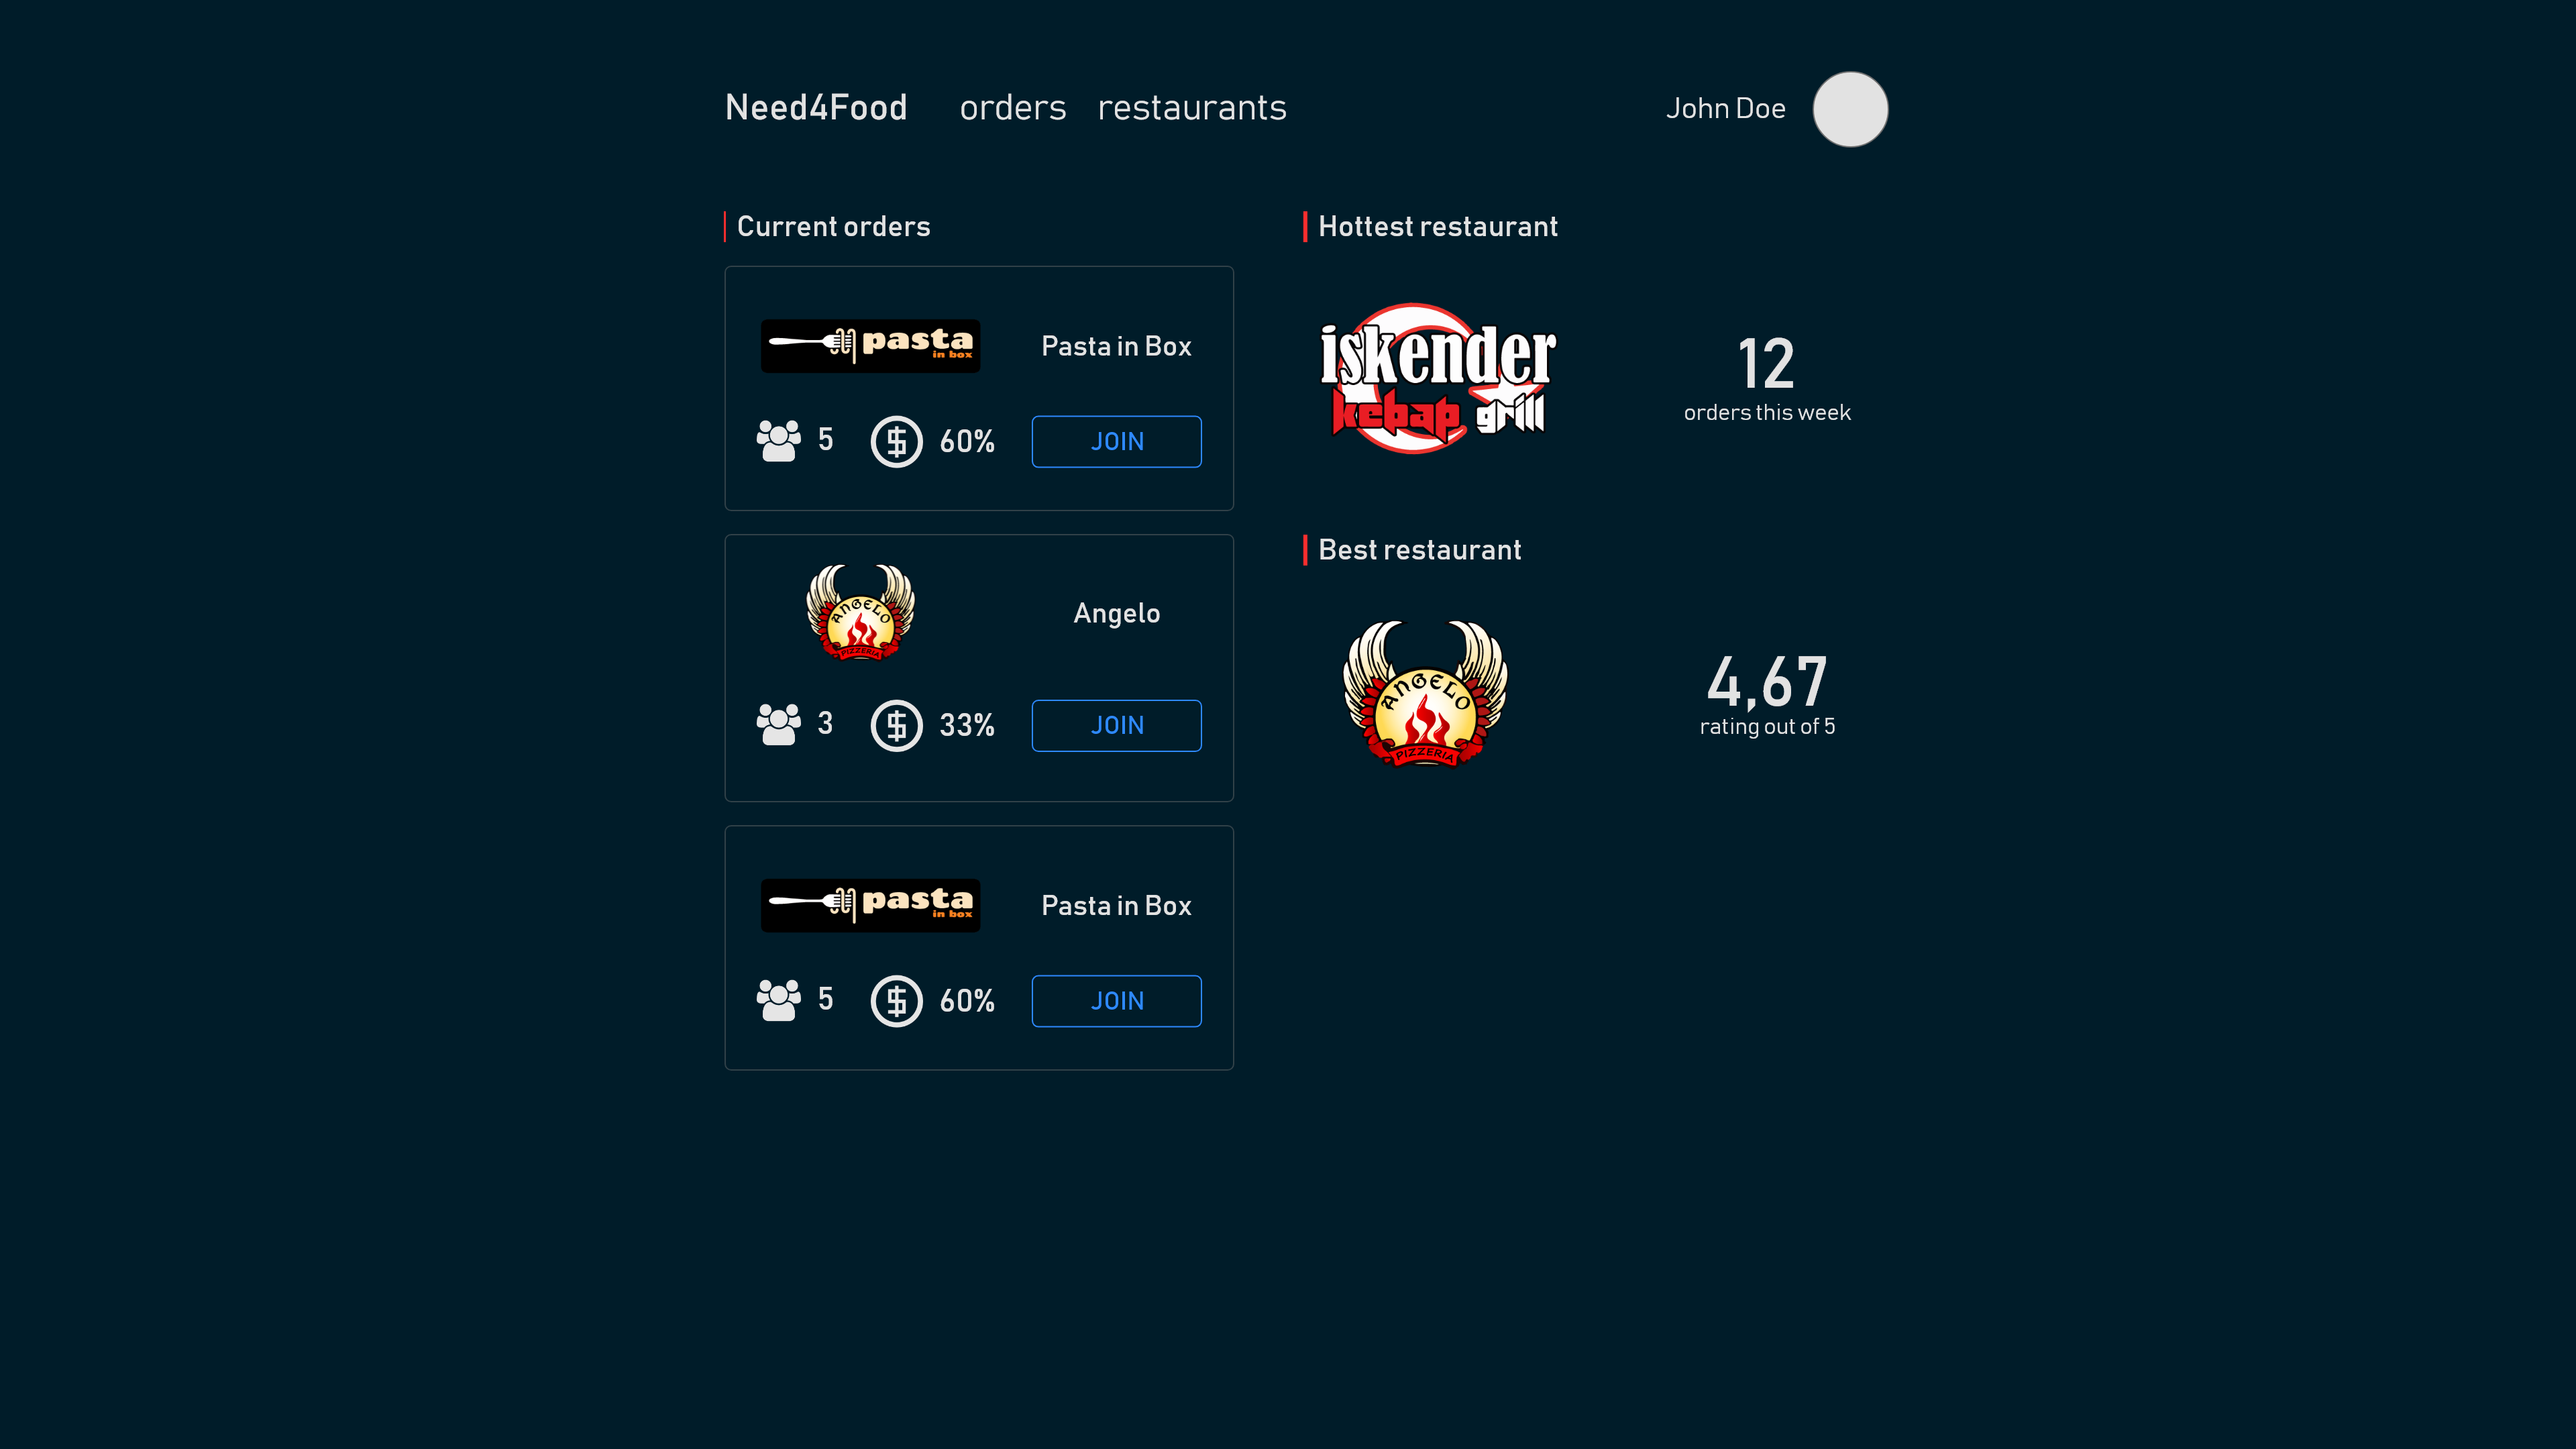 Need4Food orders restaurants John Doe
Current orders
pasta
in box
Pasta in Box
5 60% JOIN
ANGELO
PIZZERIA
Angelo
3 33% JOIN
pasta
in box
Pasta in Box
5 60% JOIN
Hottest restaurant
iskender
kebap grill
12
orders this week
Best restaurant
ANGELO
PIZZERIA
4,67
rating out of 5